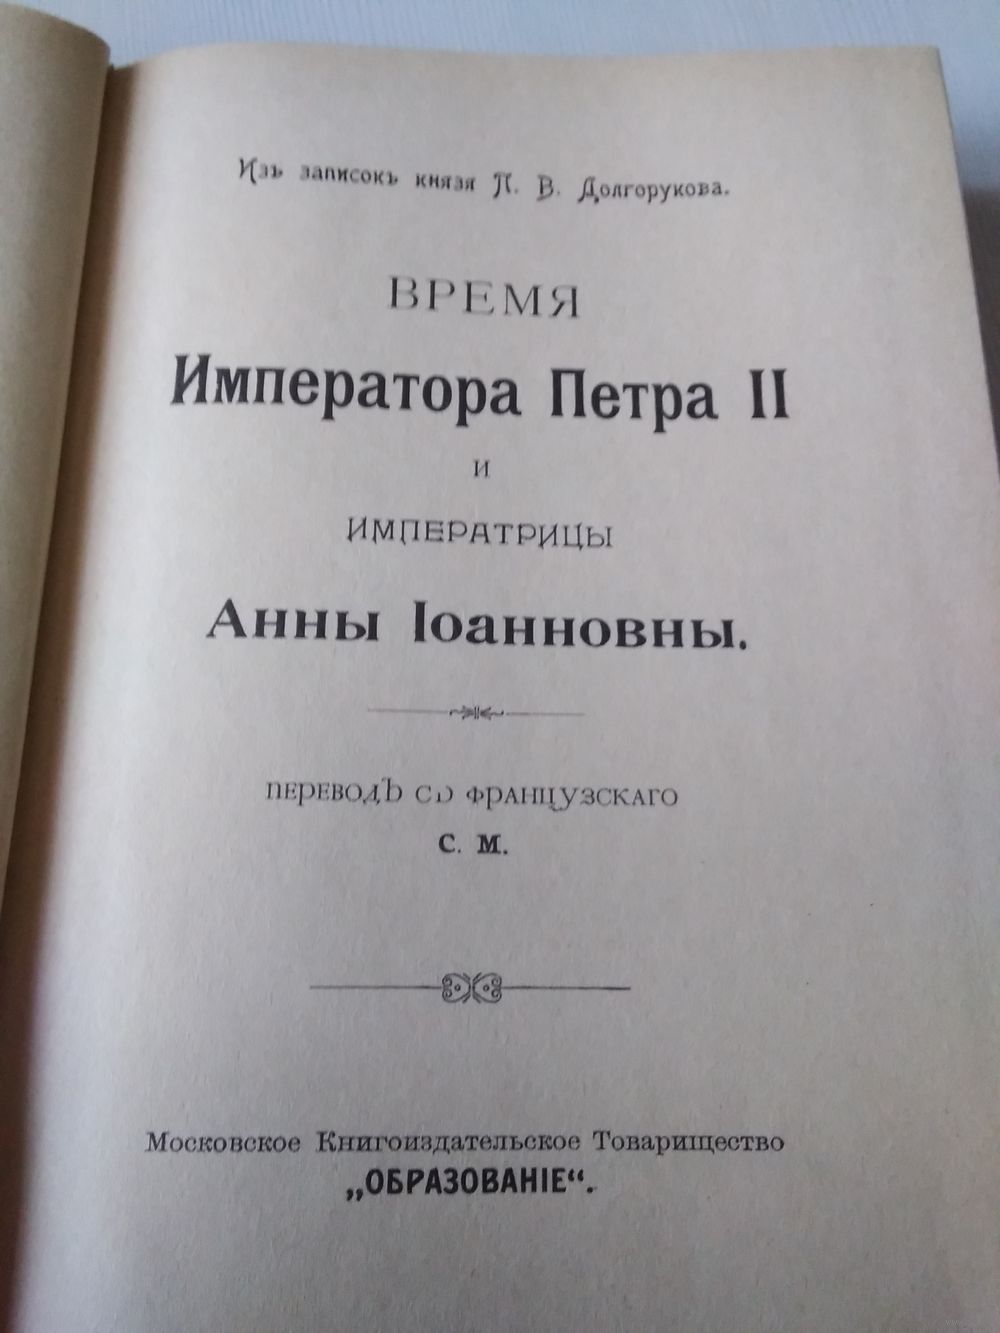 Изъ записокъ князя П. В. Долгорукова.
ВРЕМЯ
Императора Петра II
и
ИМПЕРАТРИЦЫ
Анны Іоанновны.
ПЕРЕВОДЪ СЪ ФРАНЦУЗСКАГО
С. М.
Московское Книгоиздательское Товарищество
„ОБРАЗОВАНІЕ“.